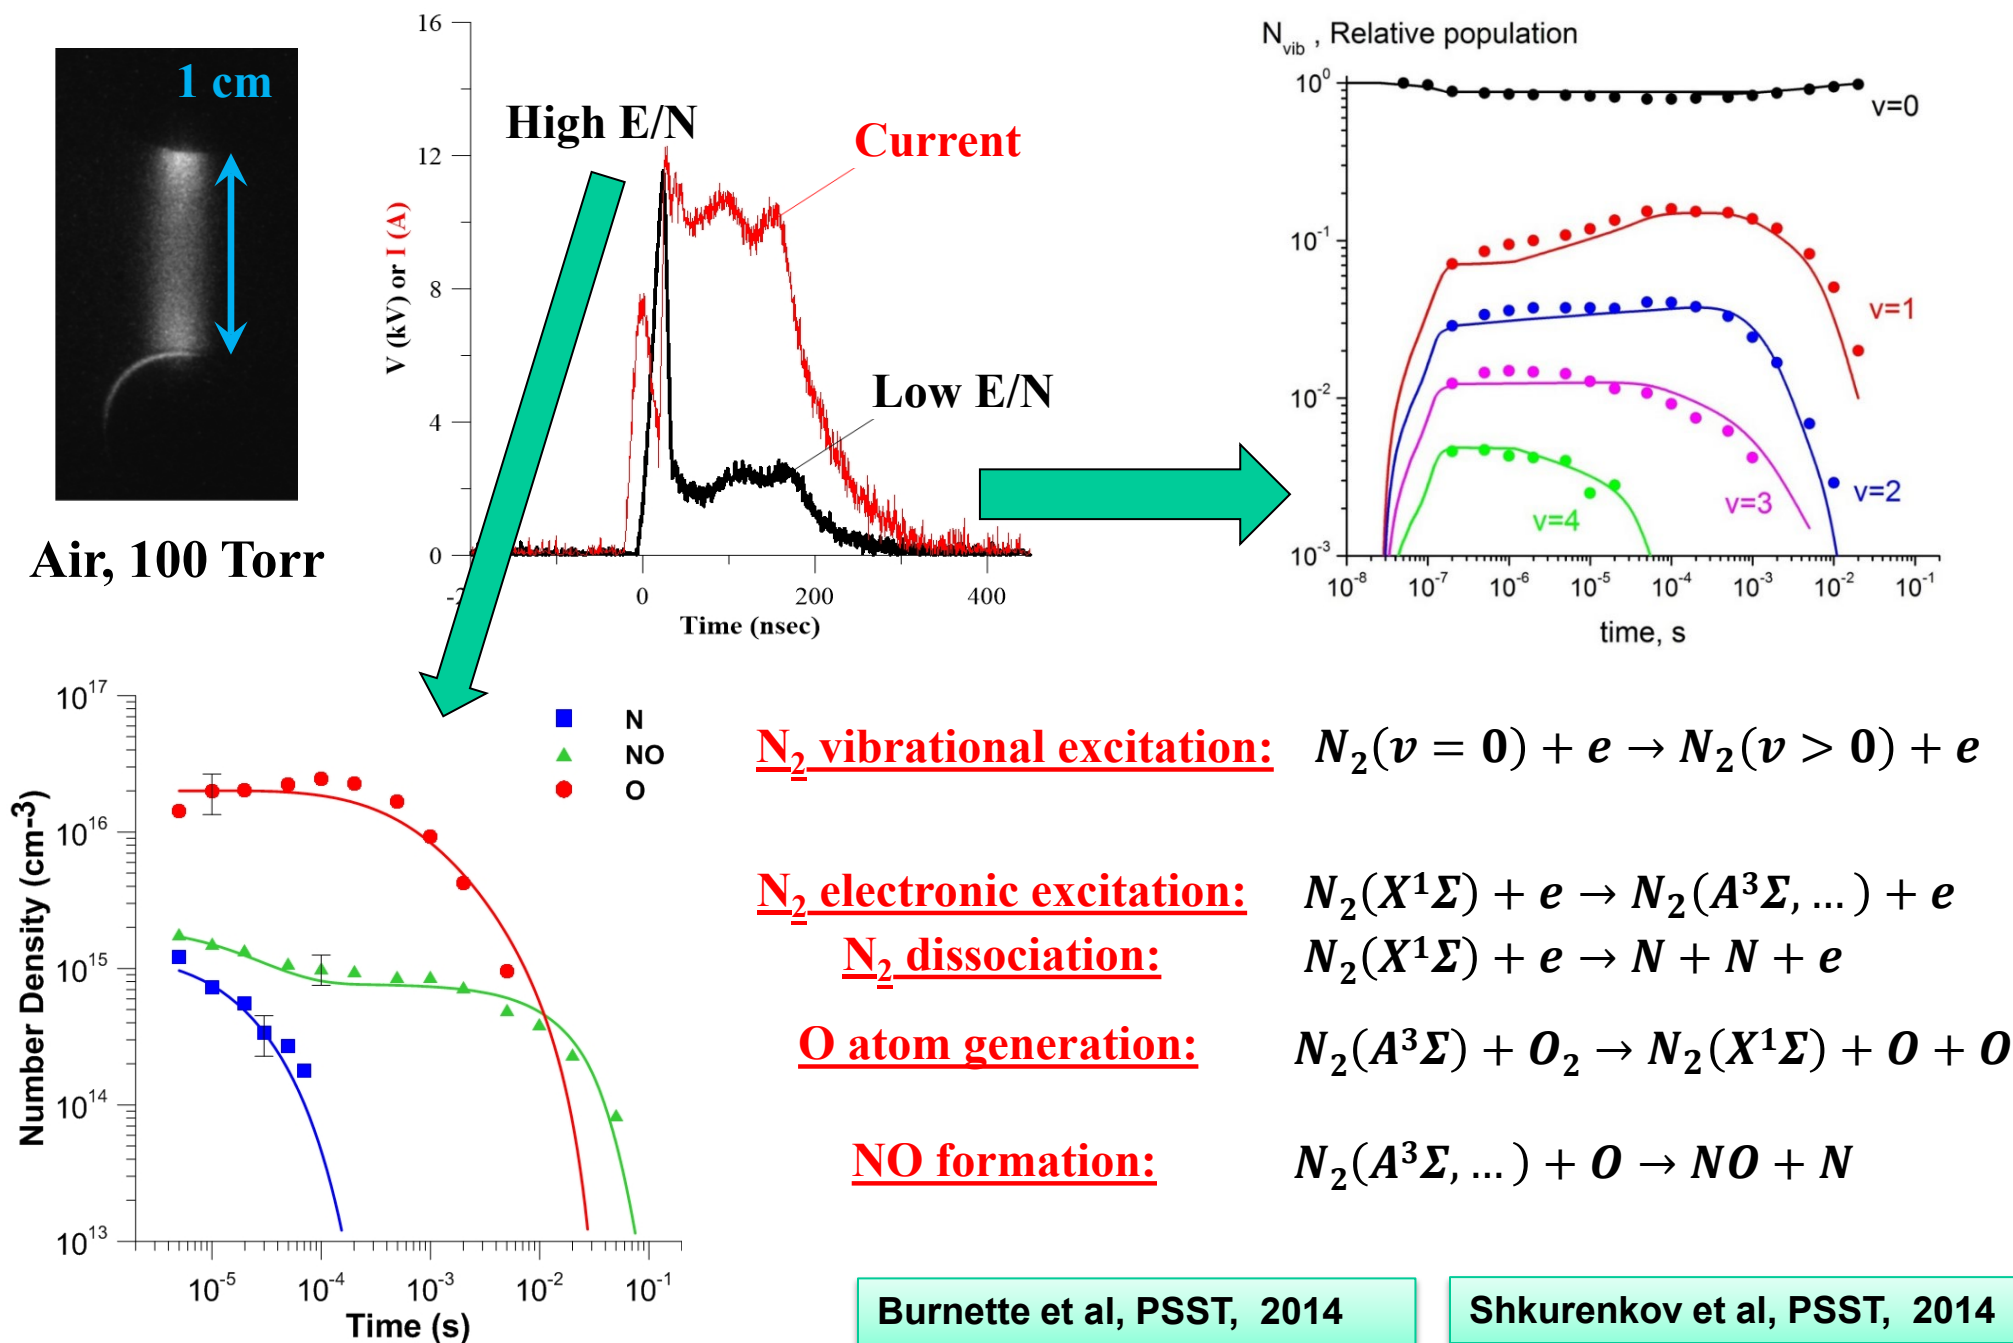 1 cm
Air, 100 Torr
16
12
8
4
0
V (kV) or I (A)
High E/N
Current
Low E/N
0
200
400
Time (nsec)
N_vib , Relative population
10^0
10^-1
10^-2
10^-3
v=0
v=1
v=2
v=3
v=4
10^-8
10^-7
10^-6
10^-5
10^-4
10^-3
10^-2
10^-1
time, s
10^17
10^16
10^15
10^14
10^13
Number Density (cm^-3)
N
NO
O
10^-5
10^-4
10^-3
10^-2
10^-1
Time (s)
N₂ vibrational excitation: N₂(v = 0) + e → N₂(v > 0) + e
N₂ electronic excitation: N₂(X¹Σ) + e → N₂(A³Σ, … ) + e
N₂ dissociation: N₂(X¹Σ) + e → N + N + e
O atom generation: N₂(A³Σ) + O₂ → N₂(X¹Σ) + O + O
NO formation: N₂(A³Σ, … ) + O → NO + N
Burnette et al, PSST, 2014
Shkurenkov et al, PSST, 2014